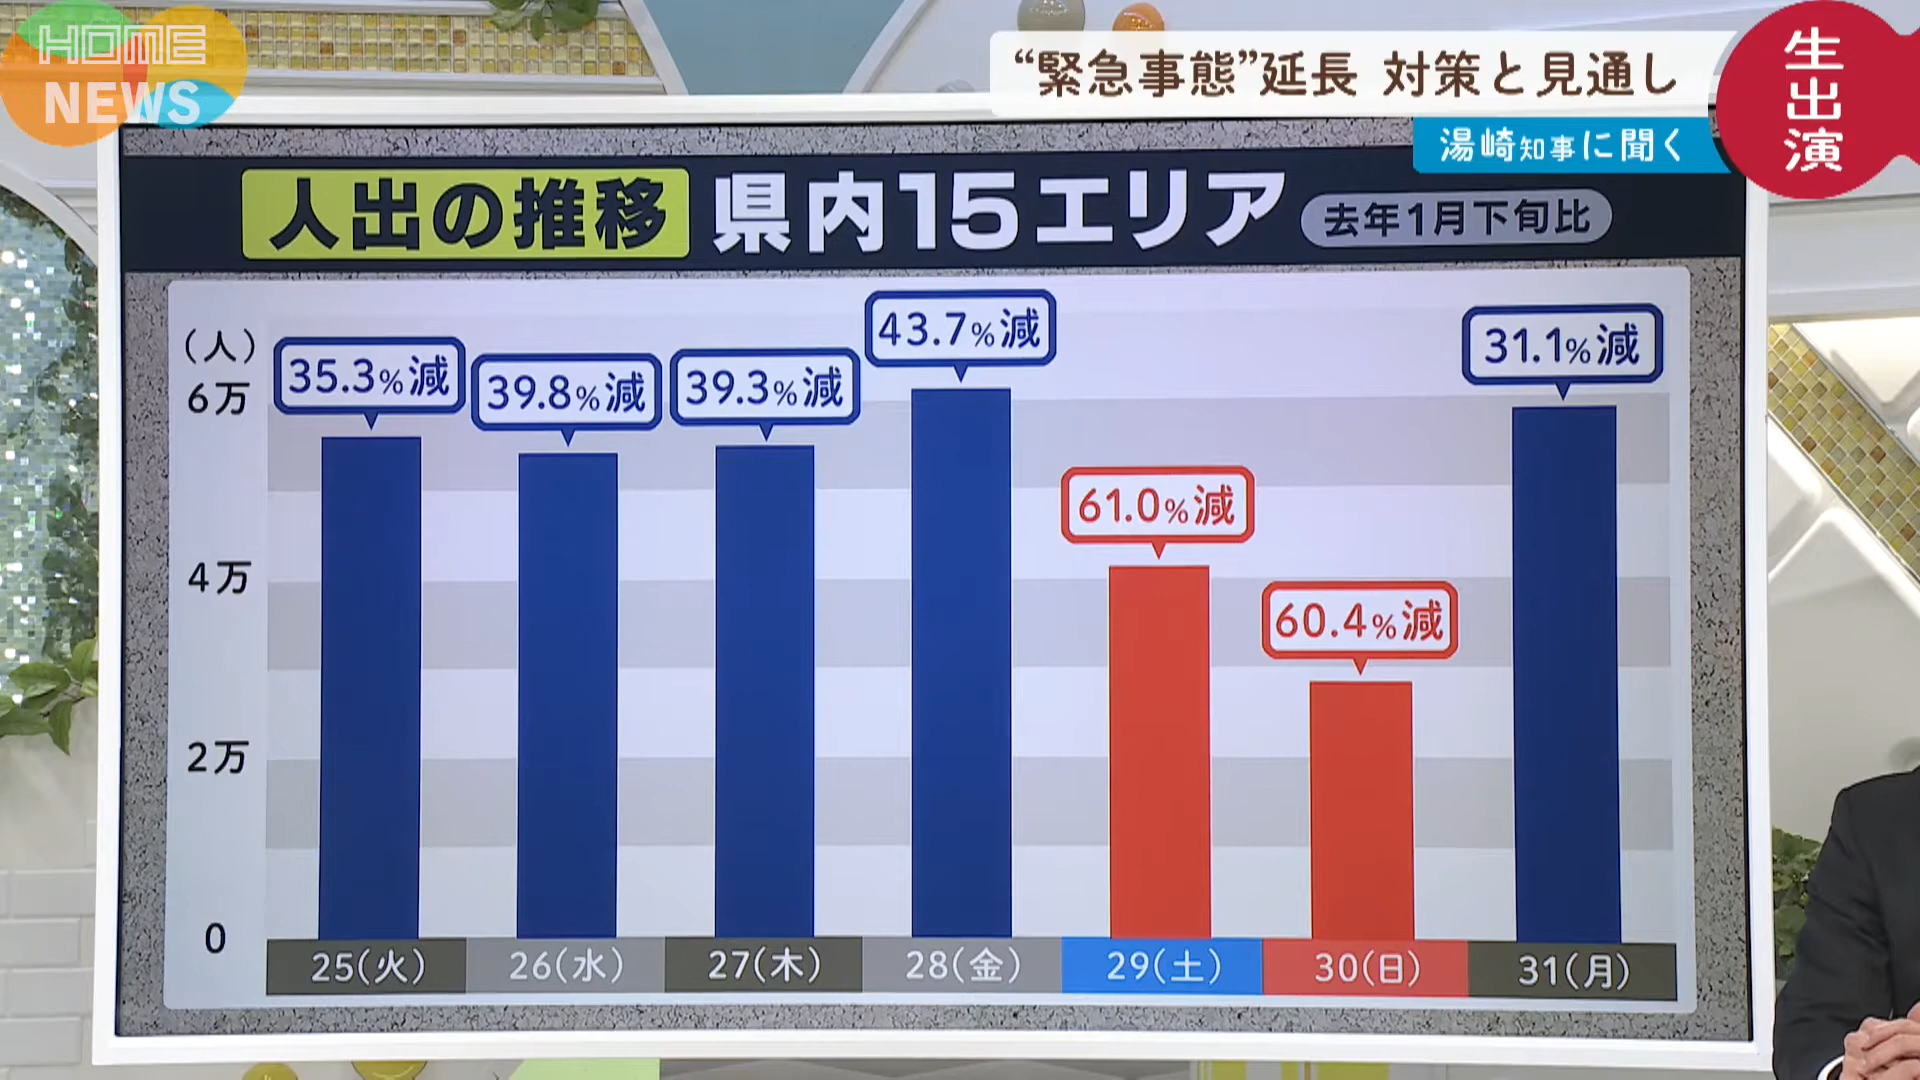 HOME
NEWS
“緊急事態”延長 対策と見通し
湯崎知事に聞く
生出演
人出の推移 県内15エリア 去年1月下旬比
(人)
6万
4万
2万
0
35.3%減
39.8%減
39.3%減
43.7%減
61.0%減
60.4%減
31.1%減
25(火) 26(水) 27(木) 28(金) 29(土) 30(日) 31(月)